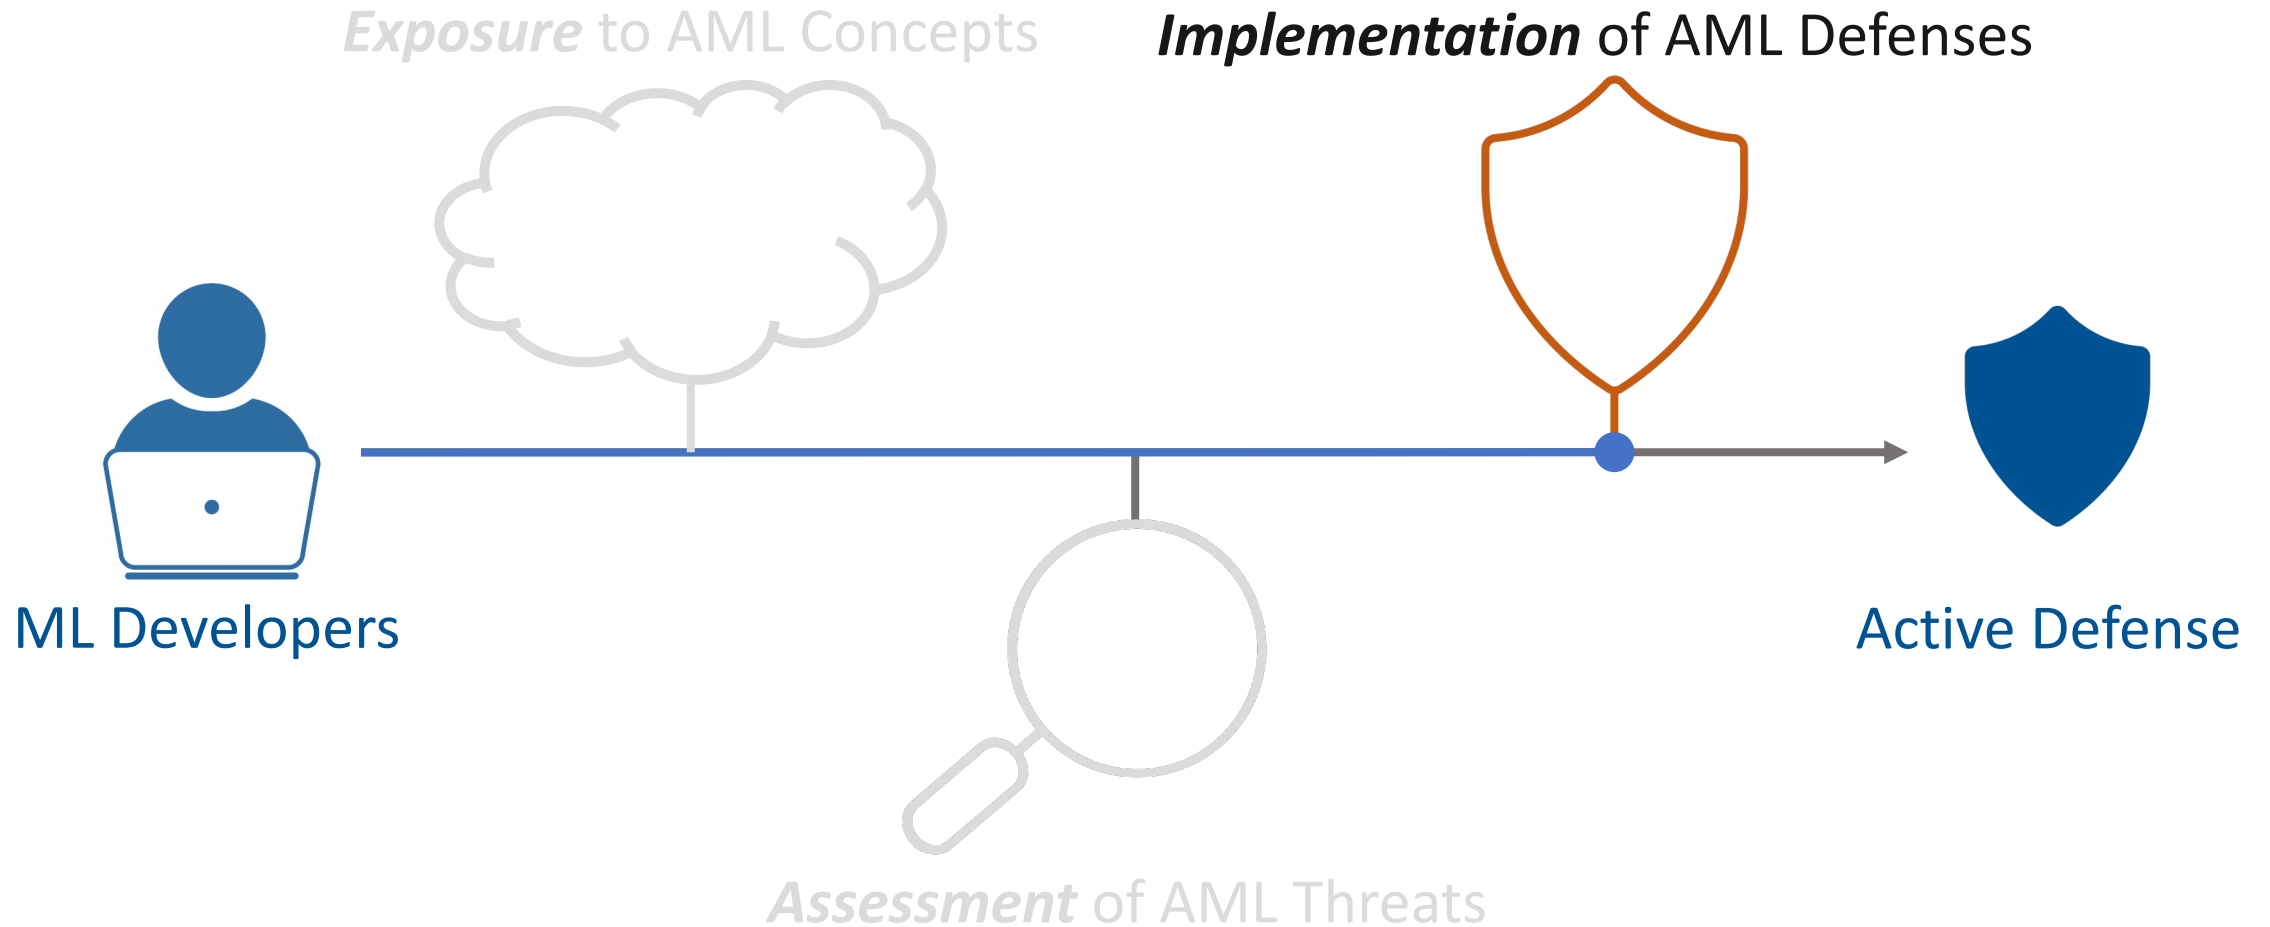 Exposure to AML Concepts
Implementation of AML Defenses
ML Developers
Active Defense
Assessment of AML Threats